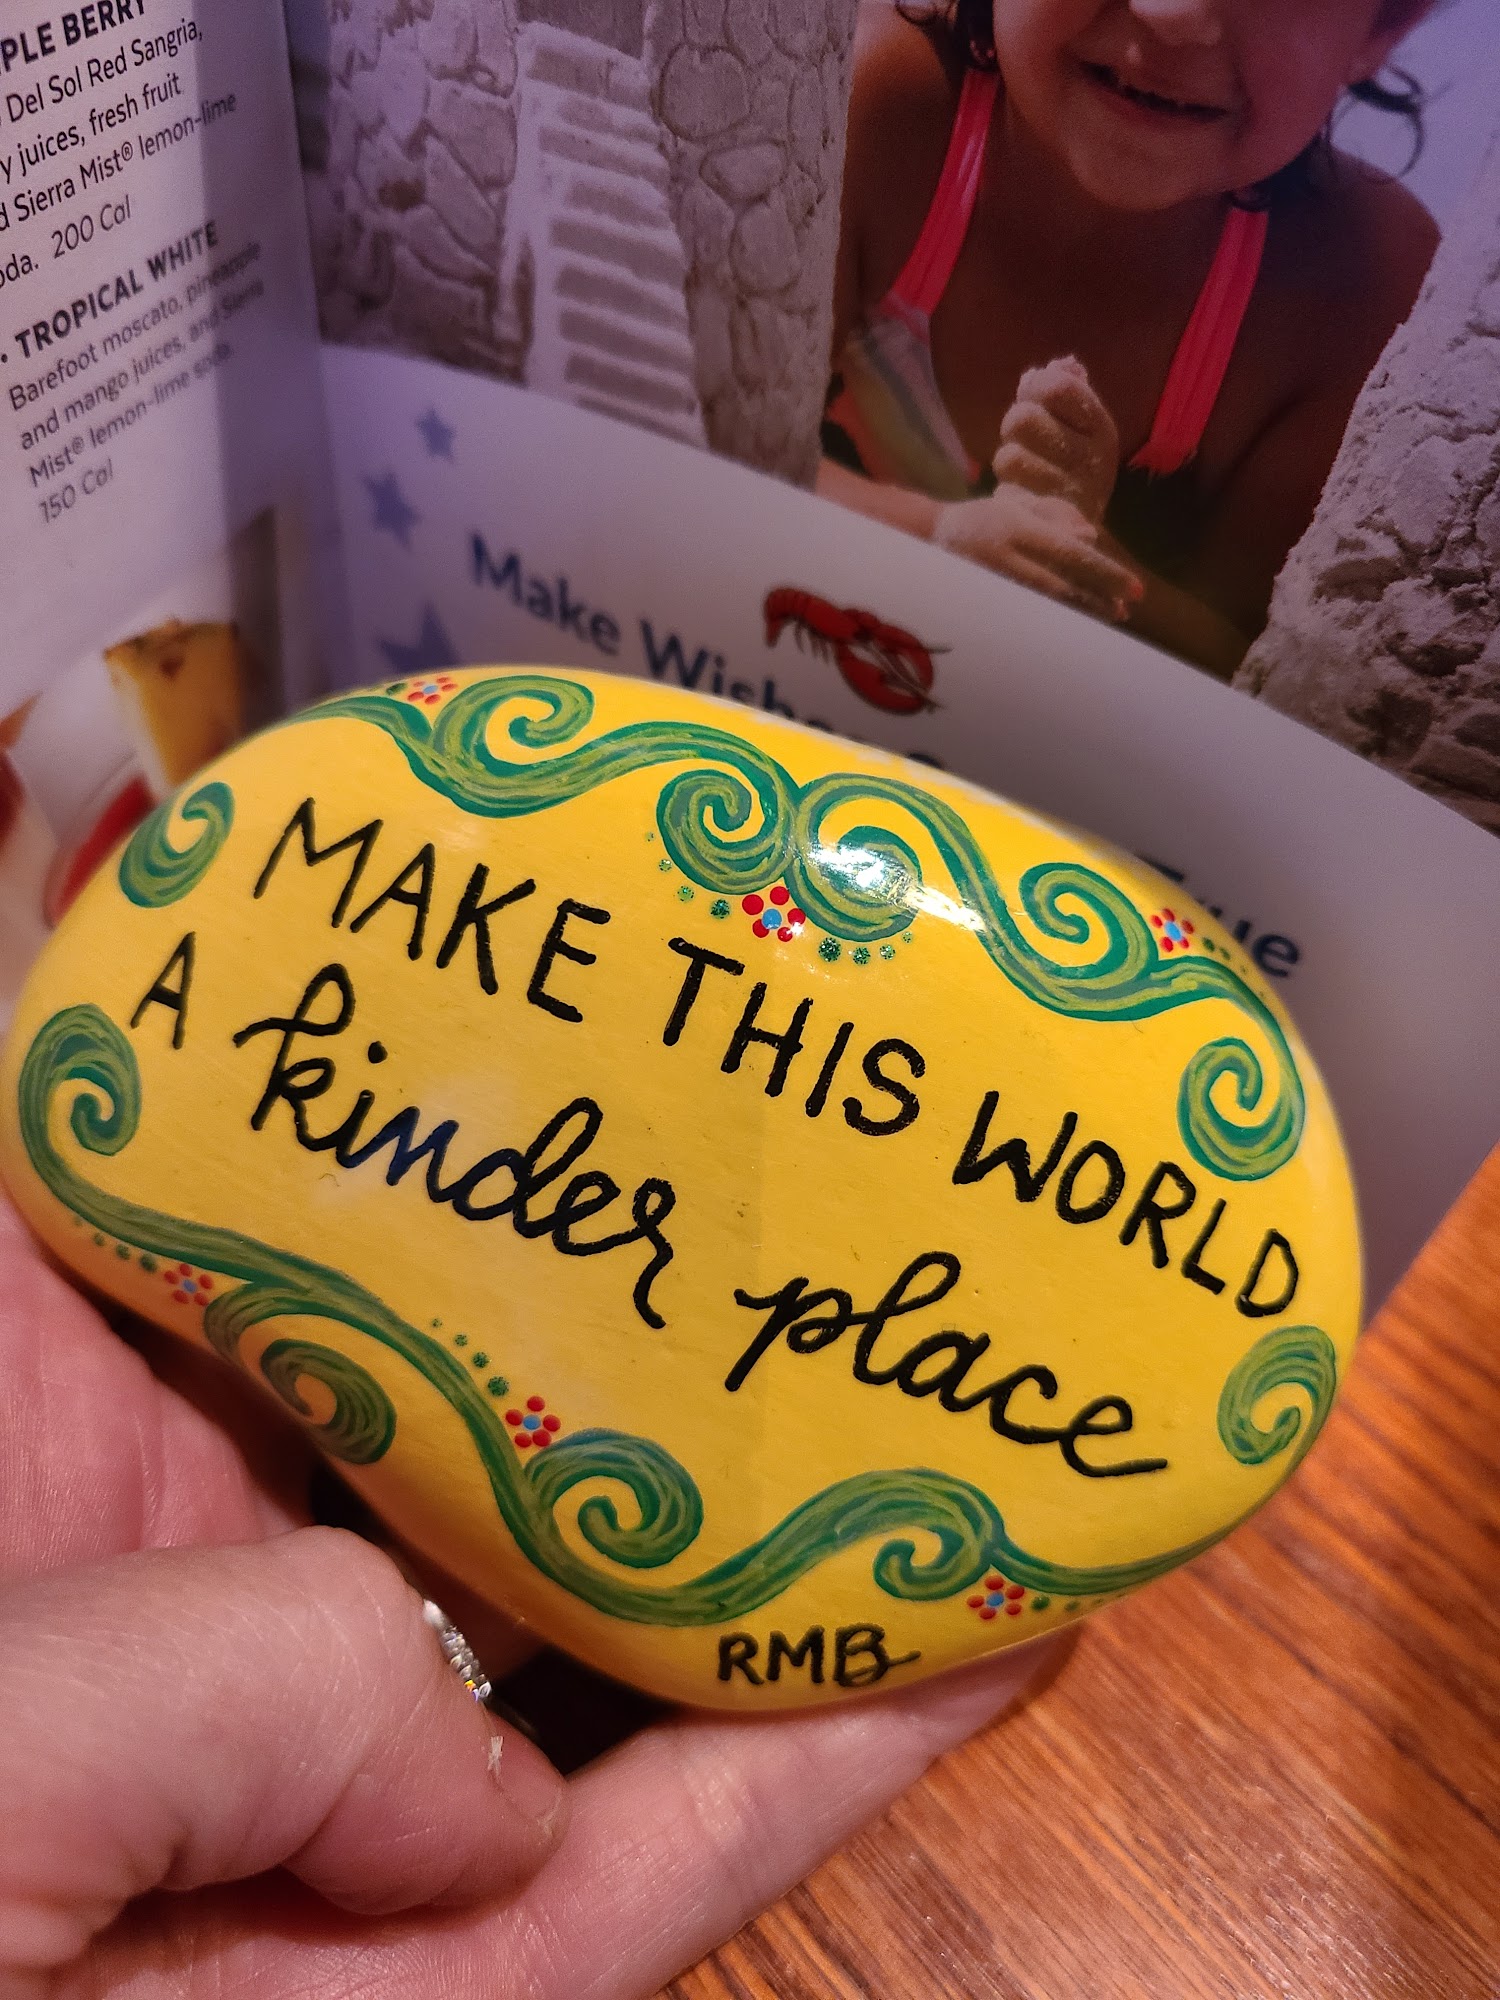 PLE BERRY
Del Sol Red Sangria,
y juices, fresh fruit
d Sierra Mist® lemon-lime
oda. 200 Cal
• TROPICAL WHITE
Barefoot moscato, pineapple
and mango juices, and Sierra
Mist® lemon-lime soda.
150 Cal
Make Wishes
True
MAKE THIS WORLD
A kinder place
RMB